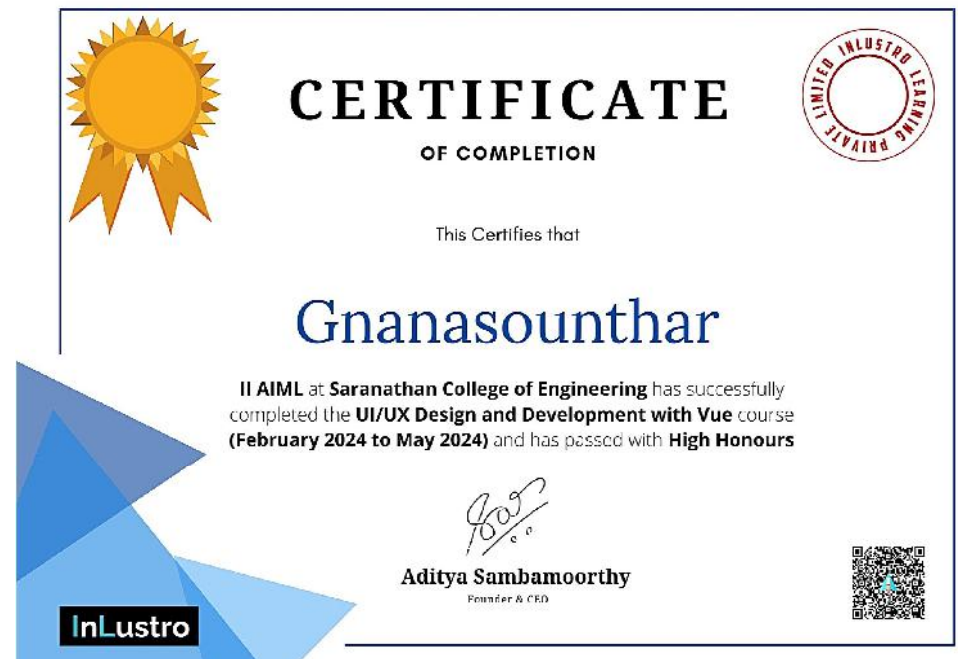 CERTIFICATE
OF COMPLETION
INLUSTRO LEARNING PRIVATE LIMITED
This Certifies that
Gnanasounthar
II AIML at Saranathan College of Engineering has successfully
completed the UI/UX Design and Development with Vue course
(February 2024 to May 2024) and has passed with High Honours
Aditya Sambamoorthy
Founder & CEO
InLustro